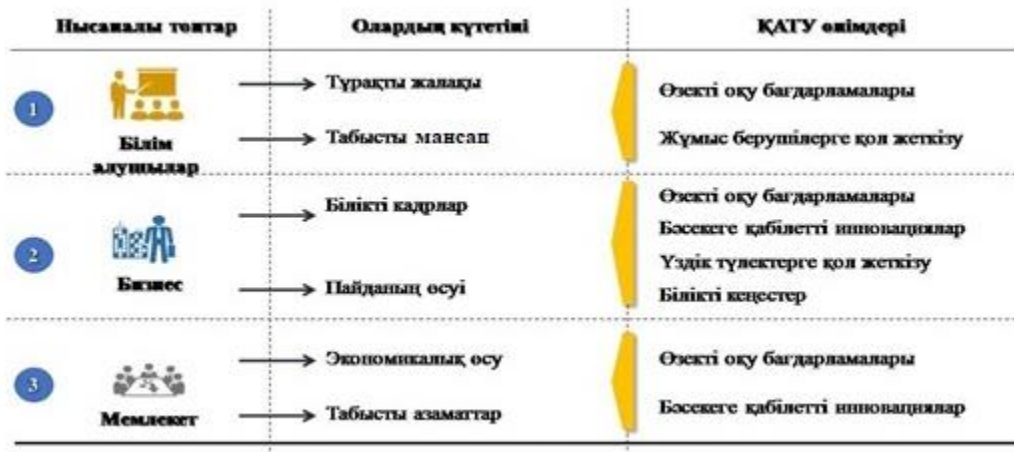 Нысаналы топтар Олардың күтетіні ҚАТУ өнімдері
1
Білім
алушылар
Тұрақты жалақы
Табысты мансап
Өзекті оқу бағдарламалары
Жұмыс берушілерге қол жеткізу
2
Бизнес
Білікті кадрлар
Пайданың өсуі
Өзекті оқу бағдарламалары
Бәсекеге қабілетті инновациялар
Үздік түлектерге қол жеткізу
Білікті кеңестер
3
Мемлекет
Экономикалық өсу
Табысты азаматтар
Өзекті оқу бағдарламалары
Бәсекеге қабілетті инновациялар